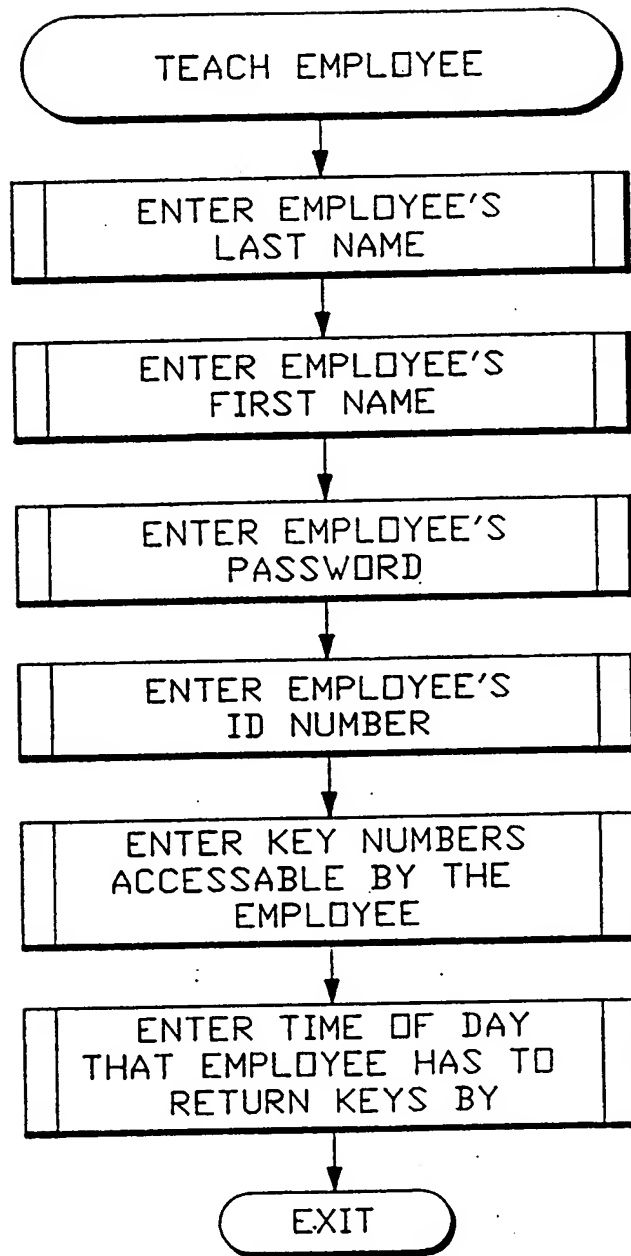 TEACH EMPLOYEE
ENTER EMPLOYEE'S
LAST NAME
ENTER EMPLOYEE'S
FIRST NAME
ENTER EMPLOYEE'S
PASSWORD
ENTER EMPLOYEE'S
ID NUMBER
ENTER KEY NUMBERS
ACCESSABLE BY THE
EMPLOYEE
ENTER TIME OF DAY
THAT EMPLOYEE HAS TO
RETURN KEYS BY
EXIT